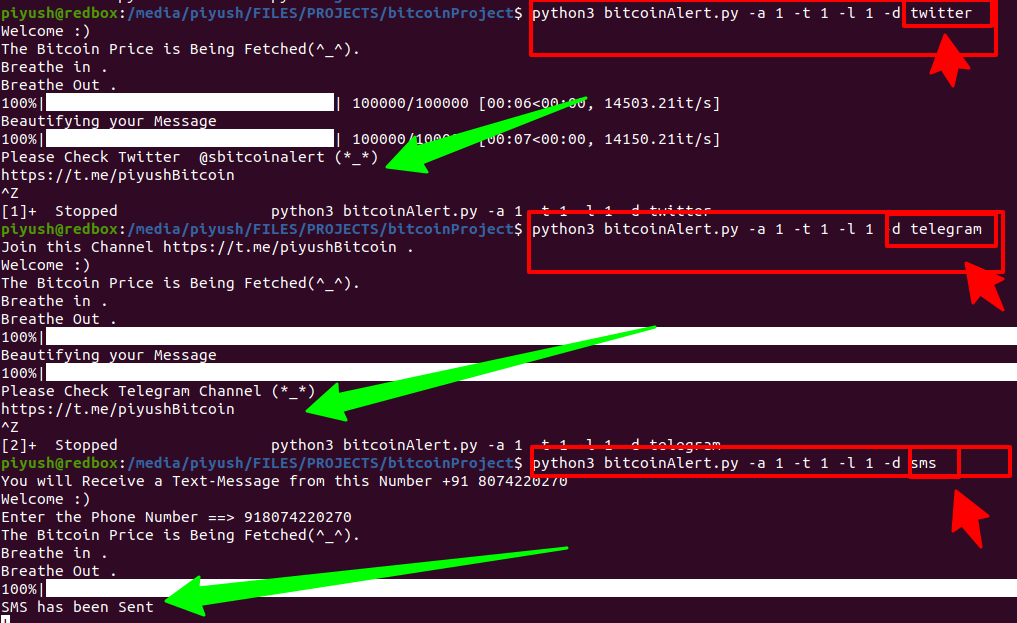 piyush@redbox:/media/piyush/FILES/PROJECTS/bitcoinProject$ python3 bitcoinAlert.py -a 1 -t 1 -l 1 -d twitter
Welcome :)
The Bitcoin Price is Being Fetched(^_^).
Breathe in .
Breathe Out .
100%| | 100000/100000 [00:06<00:00, 14503.21it/s]
Beautifying your Message
100%| | 100000/100000 [00:07<00:00, 14150.21it/s]
Please Check Twitter  @sbitcoinalert (*_*)
https://t.me/piyushBitcoin
^Z
[1]+  Stopped                 python3 bitcoinAlert.py -a 1 -t 1 -l 1 -d twitter
piyush@redbox:/media/piyush/FILES/PROJECTS/bitcoinProject$ python3 bitcoinAlert.py -a 1 -t 1 -l 1 d telegram
Join this Channel https://t.me/piyushBitcoin .
Welcome :)
The Bitcoin Price is Being Fetched(^_^).
Breathe in .
Breathe Out .
100%|
Beautifying your Message
100%|
Please Check Telegram Channel (*_*)
https://t.me/piyushBitcoin
^Z
[2]+  Stopped                 python3 bitcoinAlert.py -a 1 -t 1 -l 1 -d telegram
piyush@redbox:/media/piyush/FILES/PROJECTS/bitcoinProject$ python3 bitcoinAlert.py -a 1 -t 1 -l 1 -d sms
You will Receive a Text-Message from this Number +91 8074220270
Welcome :)
Enter the Phone Number ==> 918074220270
The Bitcoin Price is Being Fetched(^_^).
Breathe in .
Breathe Out .
100%|
SMS has been Sent